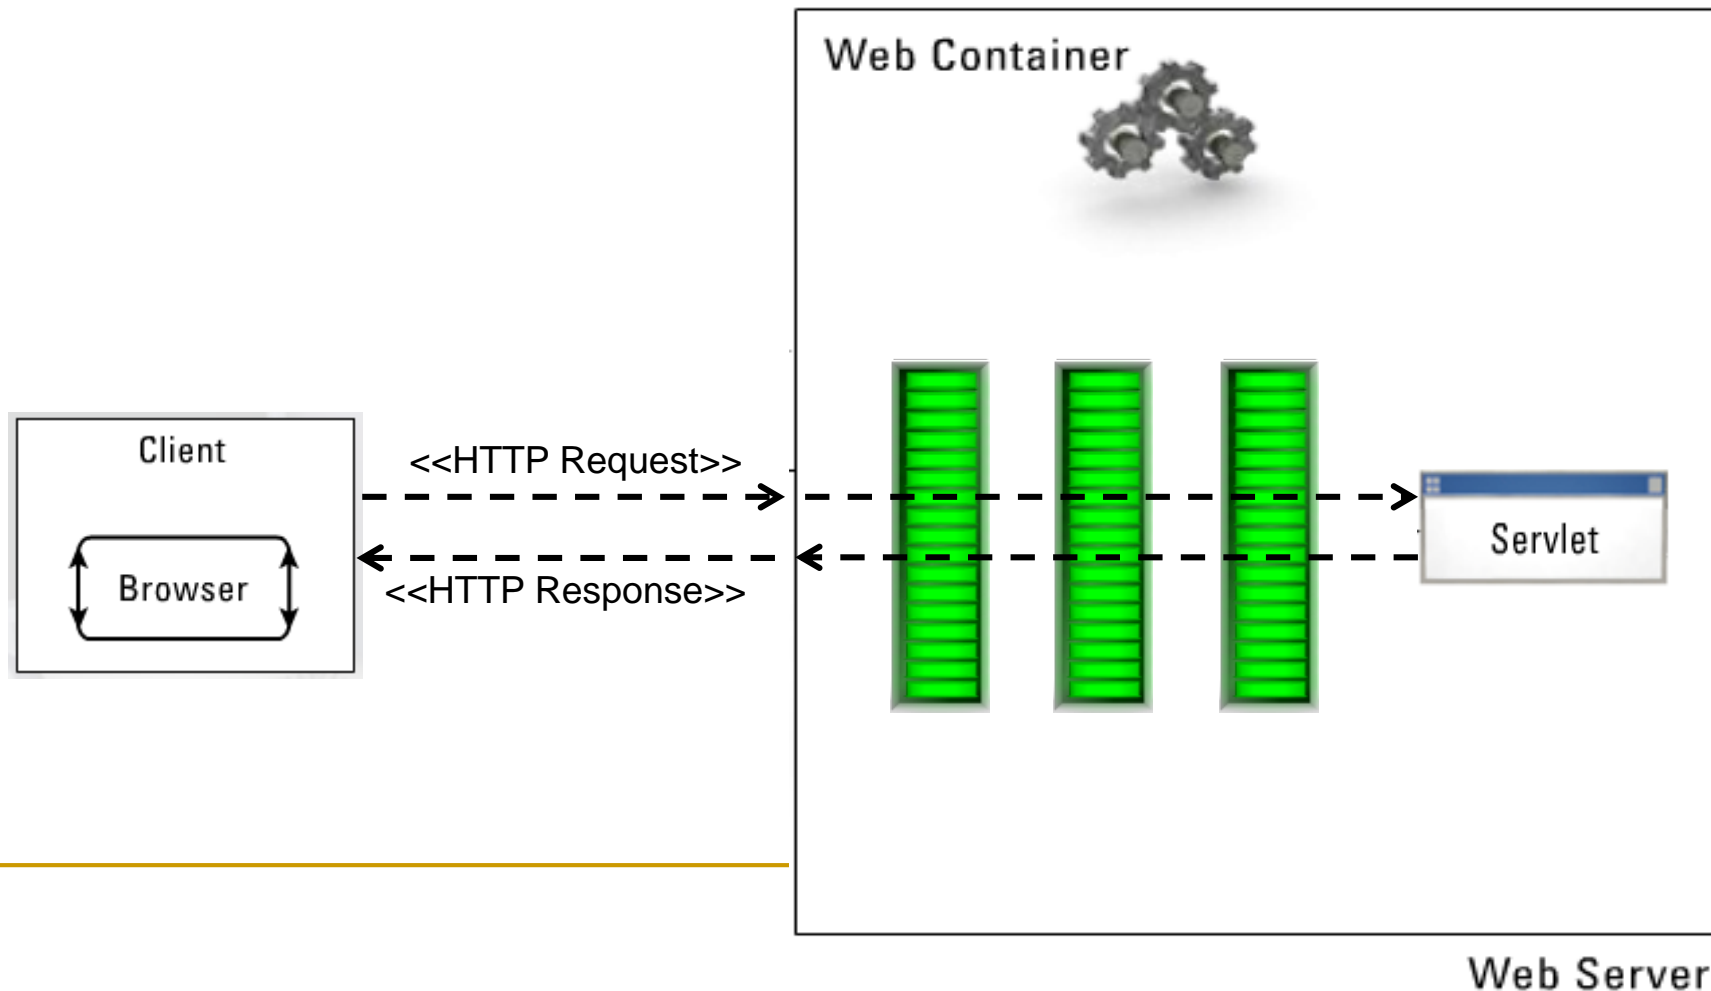 Web Container
Client
<<HTTP Request>>
Servlet
Browser
<<HTTP Response>>
Web Server